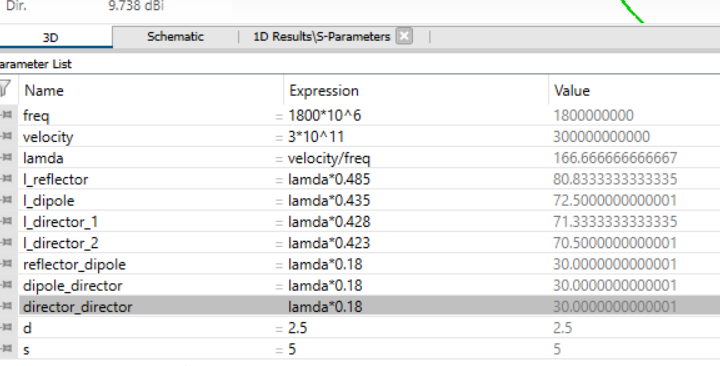 Dir. 9.738 dBi
3D Schematic 1D Results\S-Parameters
arameter List
Name Expression Value
freq = 1800*10^6 1800000000
velocity = 3*10^11 300000000000
lamda = velocity/freq 166.666666666667
l_reflector = lamda*0.485 80.8333333333335
l_dipole = lamda*0.435 72.5000000000001
l_director_1 = lamda*0.428 71.3333333333335
l_director_2 = lamda*0.423 70.5000000000001
reflector_dipole = lamda*0.18 30.0000000000001
dipole_director = lamda*0.18 30.0000000000001
director_director lamda*0.18 30.0000000000001
d = 2.5 2.5
s = 5 5